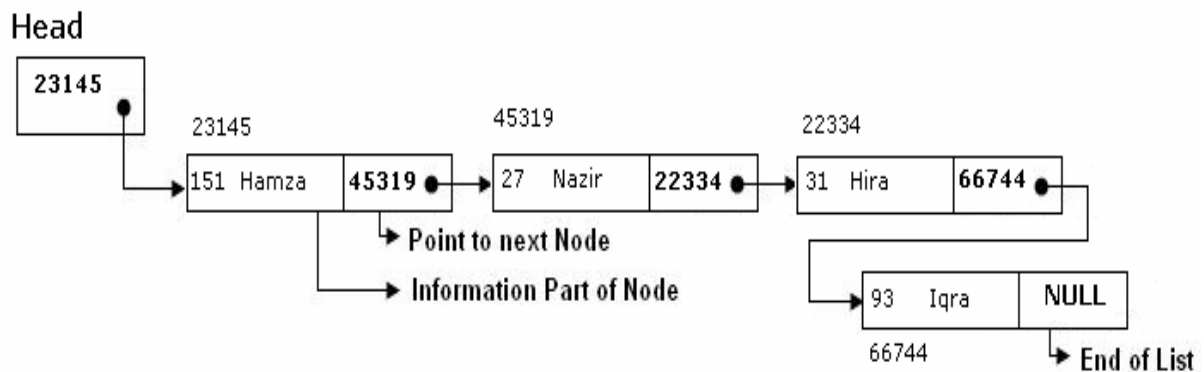 Head
23145
23145
45319
22334
151 Hamza 45319
27 Nazir 22334
31 Hira 66744
Point to next Node
Information Part of Node
93 Iqra NULL
66744
End of List